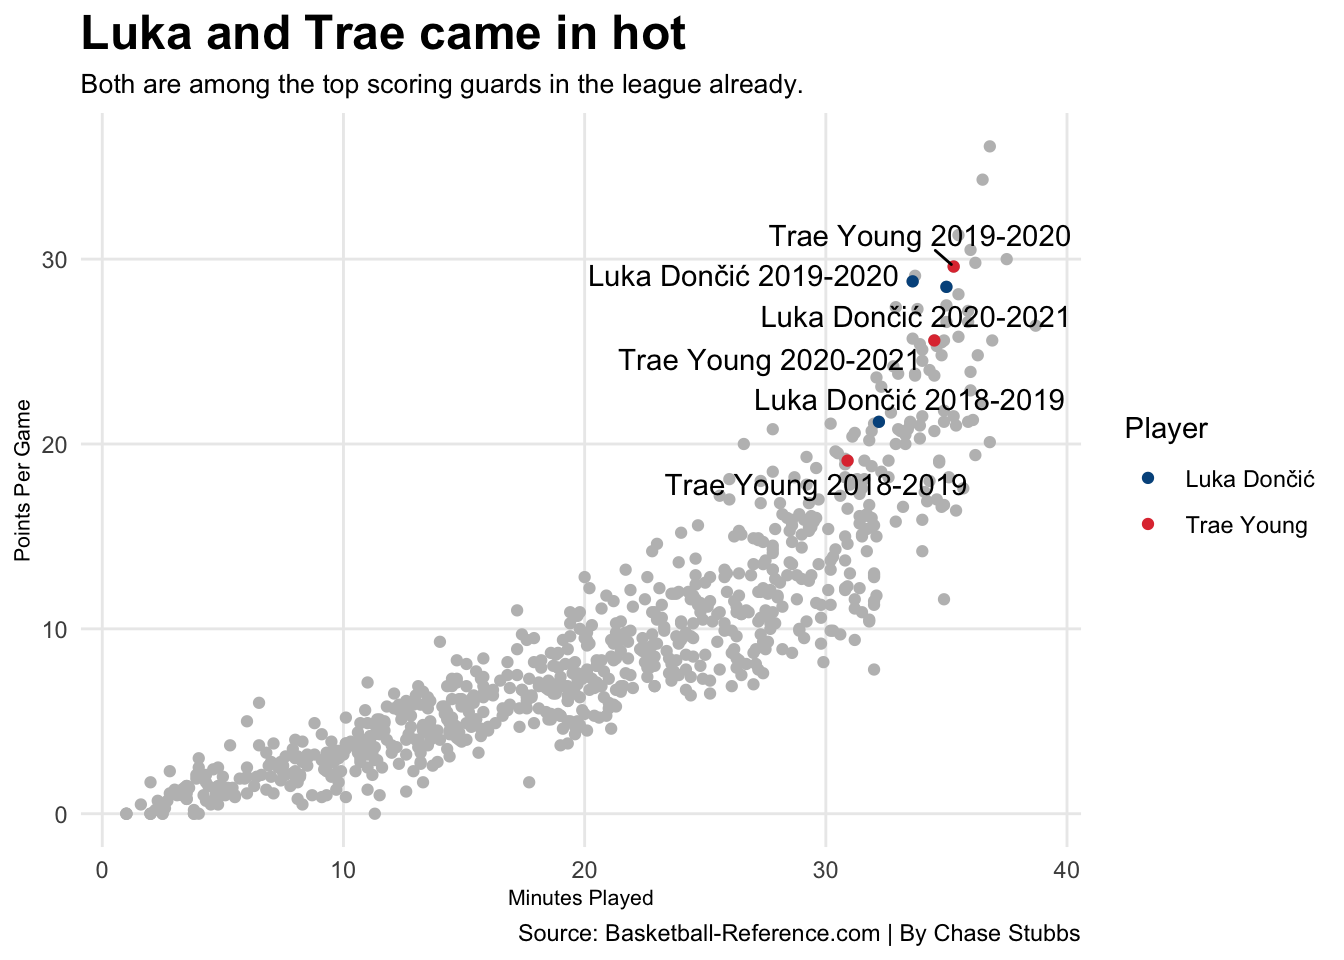 Luka and Trae came in hot
Both are among the top scoring guards in the league already.
Trae Young 2019-2020
Luka Dončić 2019-2020
Luka Dončić 2020-2021
Trae Young 2020-2021
Luka Dončić 2018-2019
Trae Young 2018-2019
30
20
10
0
Points Per Game
0 10 20 30 40
Minutes Played
Player
Luka Dončić
Trae Young
Source: Basketball-Reference.com | By Chase Stubbs